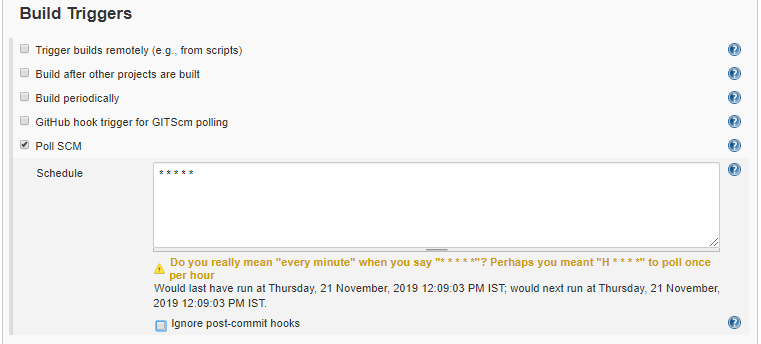 Build Triggers
Trigger builds remotely (e.g., from scripts)
Build after other projects are built
Build periodically
GitHub hook trigger for GITScm polling
Poll SCM
Schedule
* * * * *
Do you really mean "every minute" when you say "* * * * *"? Perhaps you meant "H * * * *" to poll once
per hour
Would last have run at Thursday, 21 November, 2019 12:09:03 PM IST; would next run at Thursday, 21 November,
2019 12:09:03 PM IST.
Ignore post-commit hooks